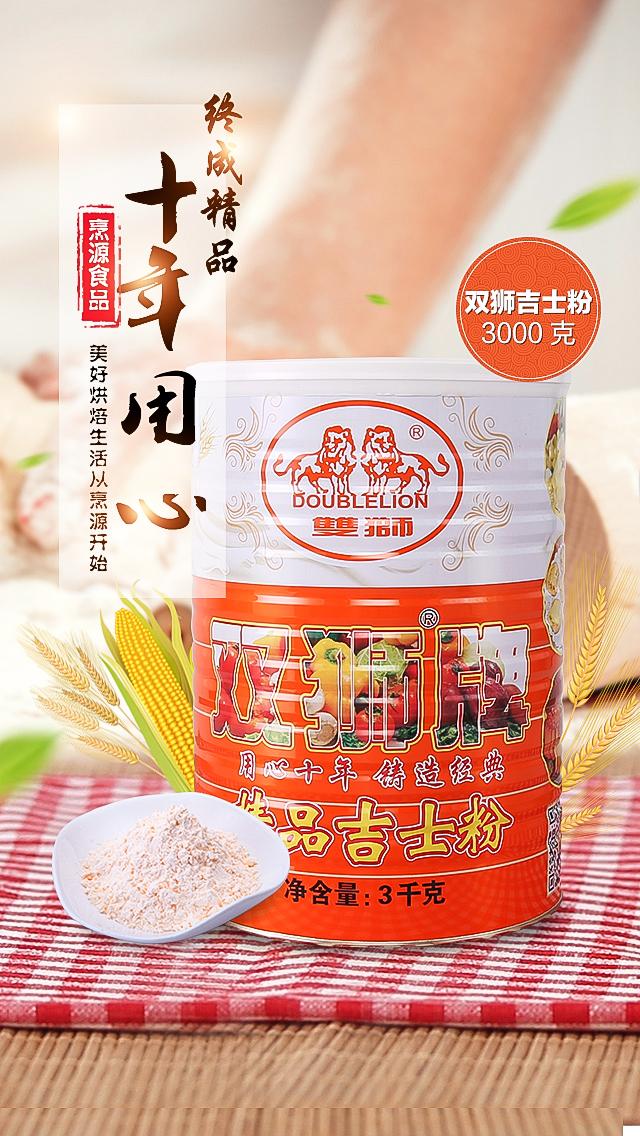 终成精品
十年用心
烹源食品
美好烘焙生活从烹源开始
双狮吉士粉
3000 克
®
DOUBLELION
雙狮
双狮牌®
用心十年 铸造经典
精品吉士粉
净含量:3千克